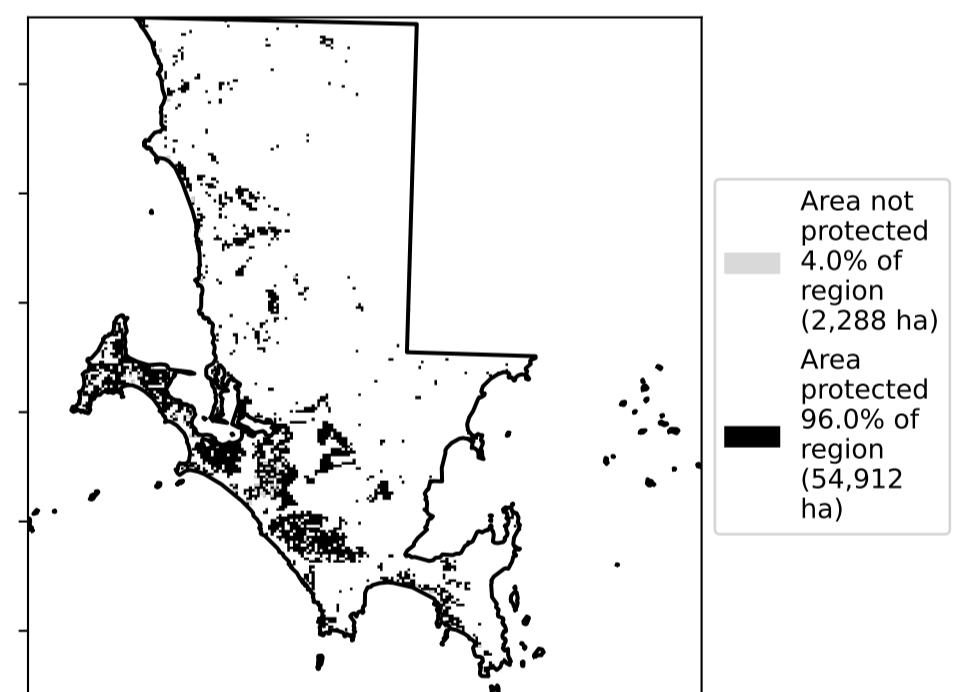 Area not
protected
4.0% of
region
(2,288 ha)
Area
protected
96.0% of
region
(54,912
ha)